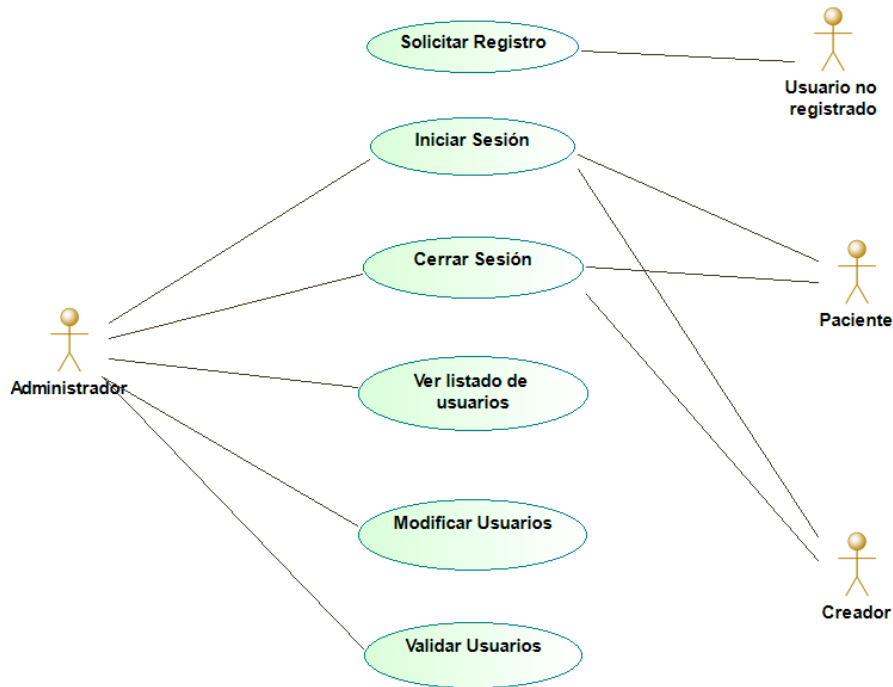 Solicitar Registro
Usuario no
registrado
Iniciar Sesión
Cerrar Sesión
Paciente
Administrador
Ver listado de
usuarios
Modificar Usuarios
Creador
Validar Usuarios